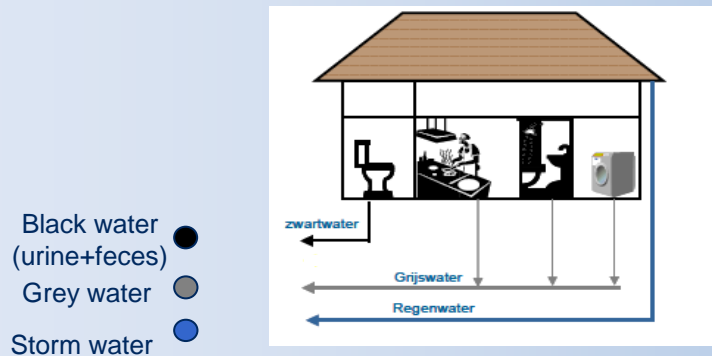 zwartwater
Black water
(urine+feces)
Grijswater
Grey water
Regenwater
Storm water